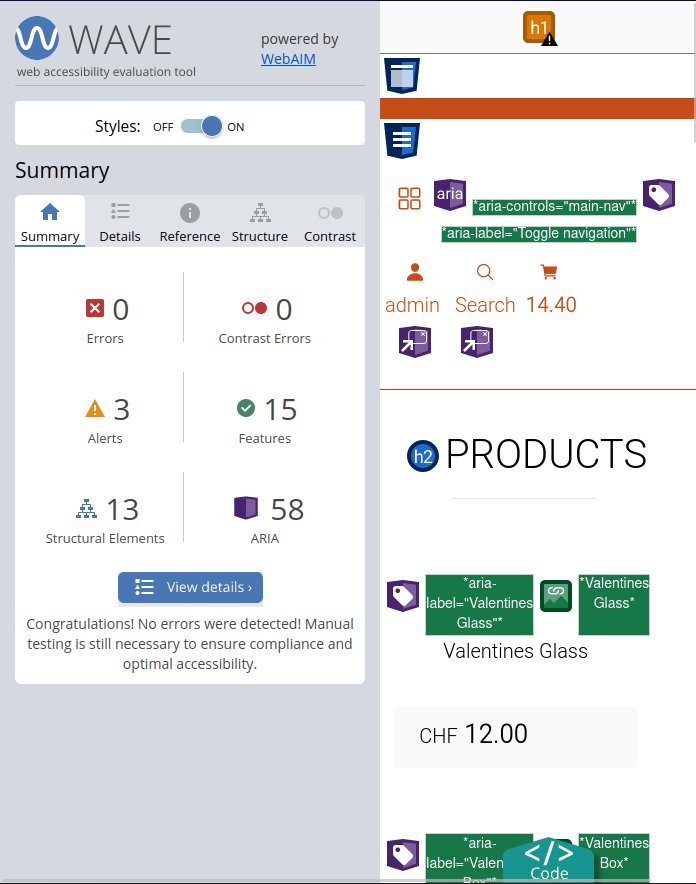 WAVE
web accessibility evaluation tool
powered by
WebAIM
Styles: OFF ON
Summary
Summary Details Reference Structure Contrast
0 0
Errors Contrast Errors
3 15
Alerts Features
13 58
Structural Elements ARIA
View details ›
Congratulations! No errors were detected! Manual
testing is still necessary to ensure compliance and
optimal accessibility.
h1
aria *aria-controls="main-nav"*
*aria-label="Toggle navigation"*
admin Search 14.40
h2 PRODUCTS
*aria-
label="Valentines
Glass"*
*Valentines
Glass*
Valentines Glass
CHF 12.00
*aria-
label="Valen
Box"*
*Valentines
Box*
</>
Code